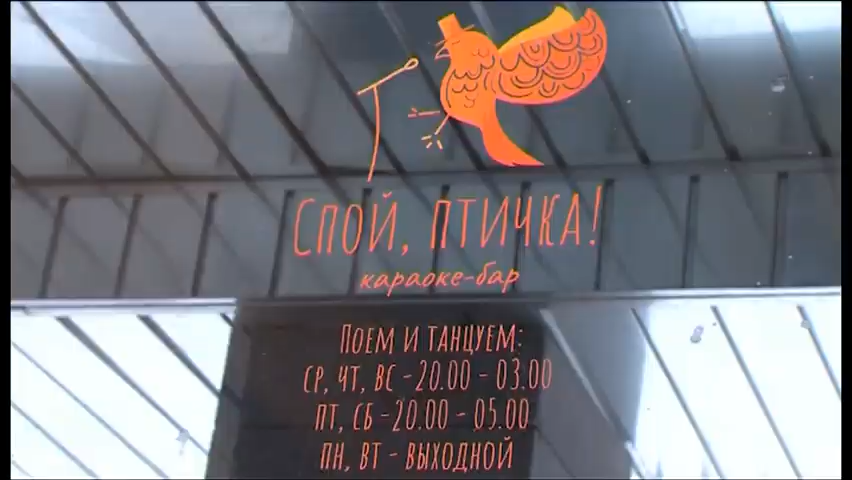 Спой, птичка!
караоке-бар
Поем и танцуем:
ср, чт, вс - 20.00 - 03.00
пт, сб - 20.00 - 05.00
пн, вт - выходной